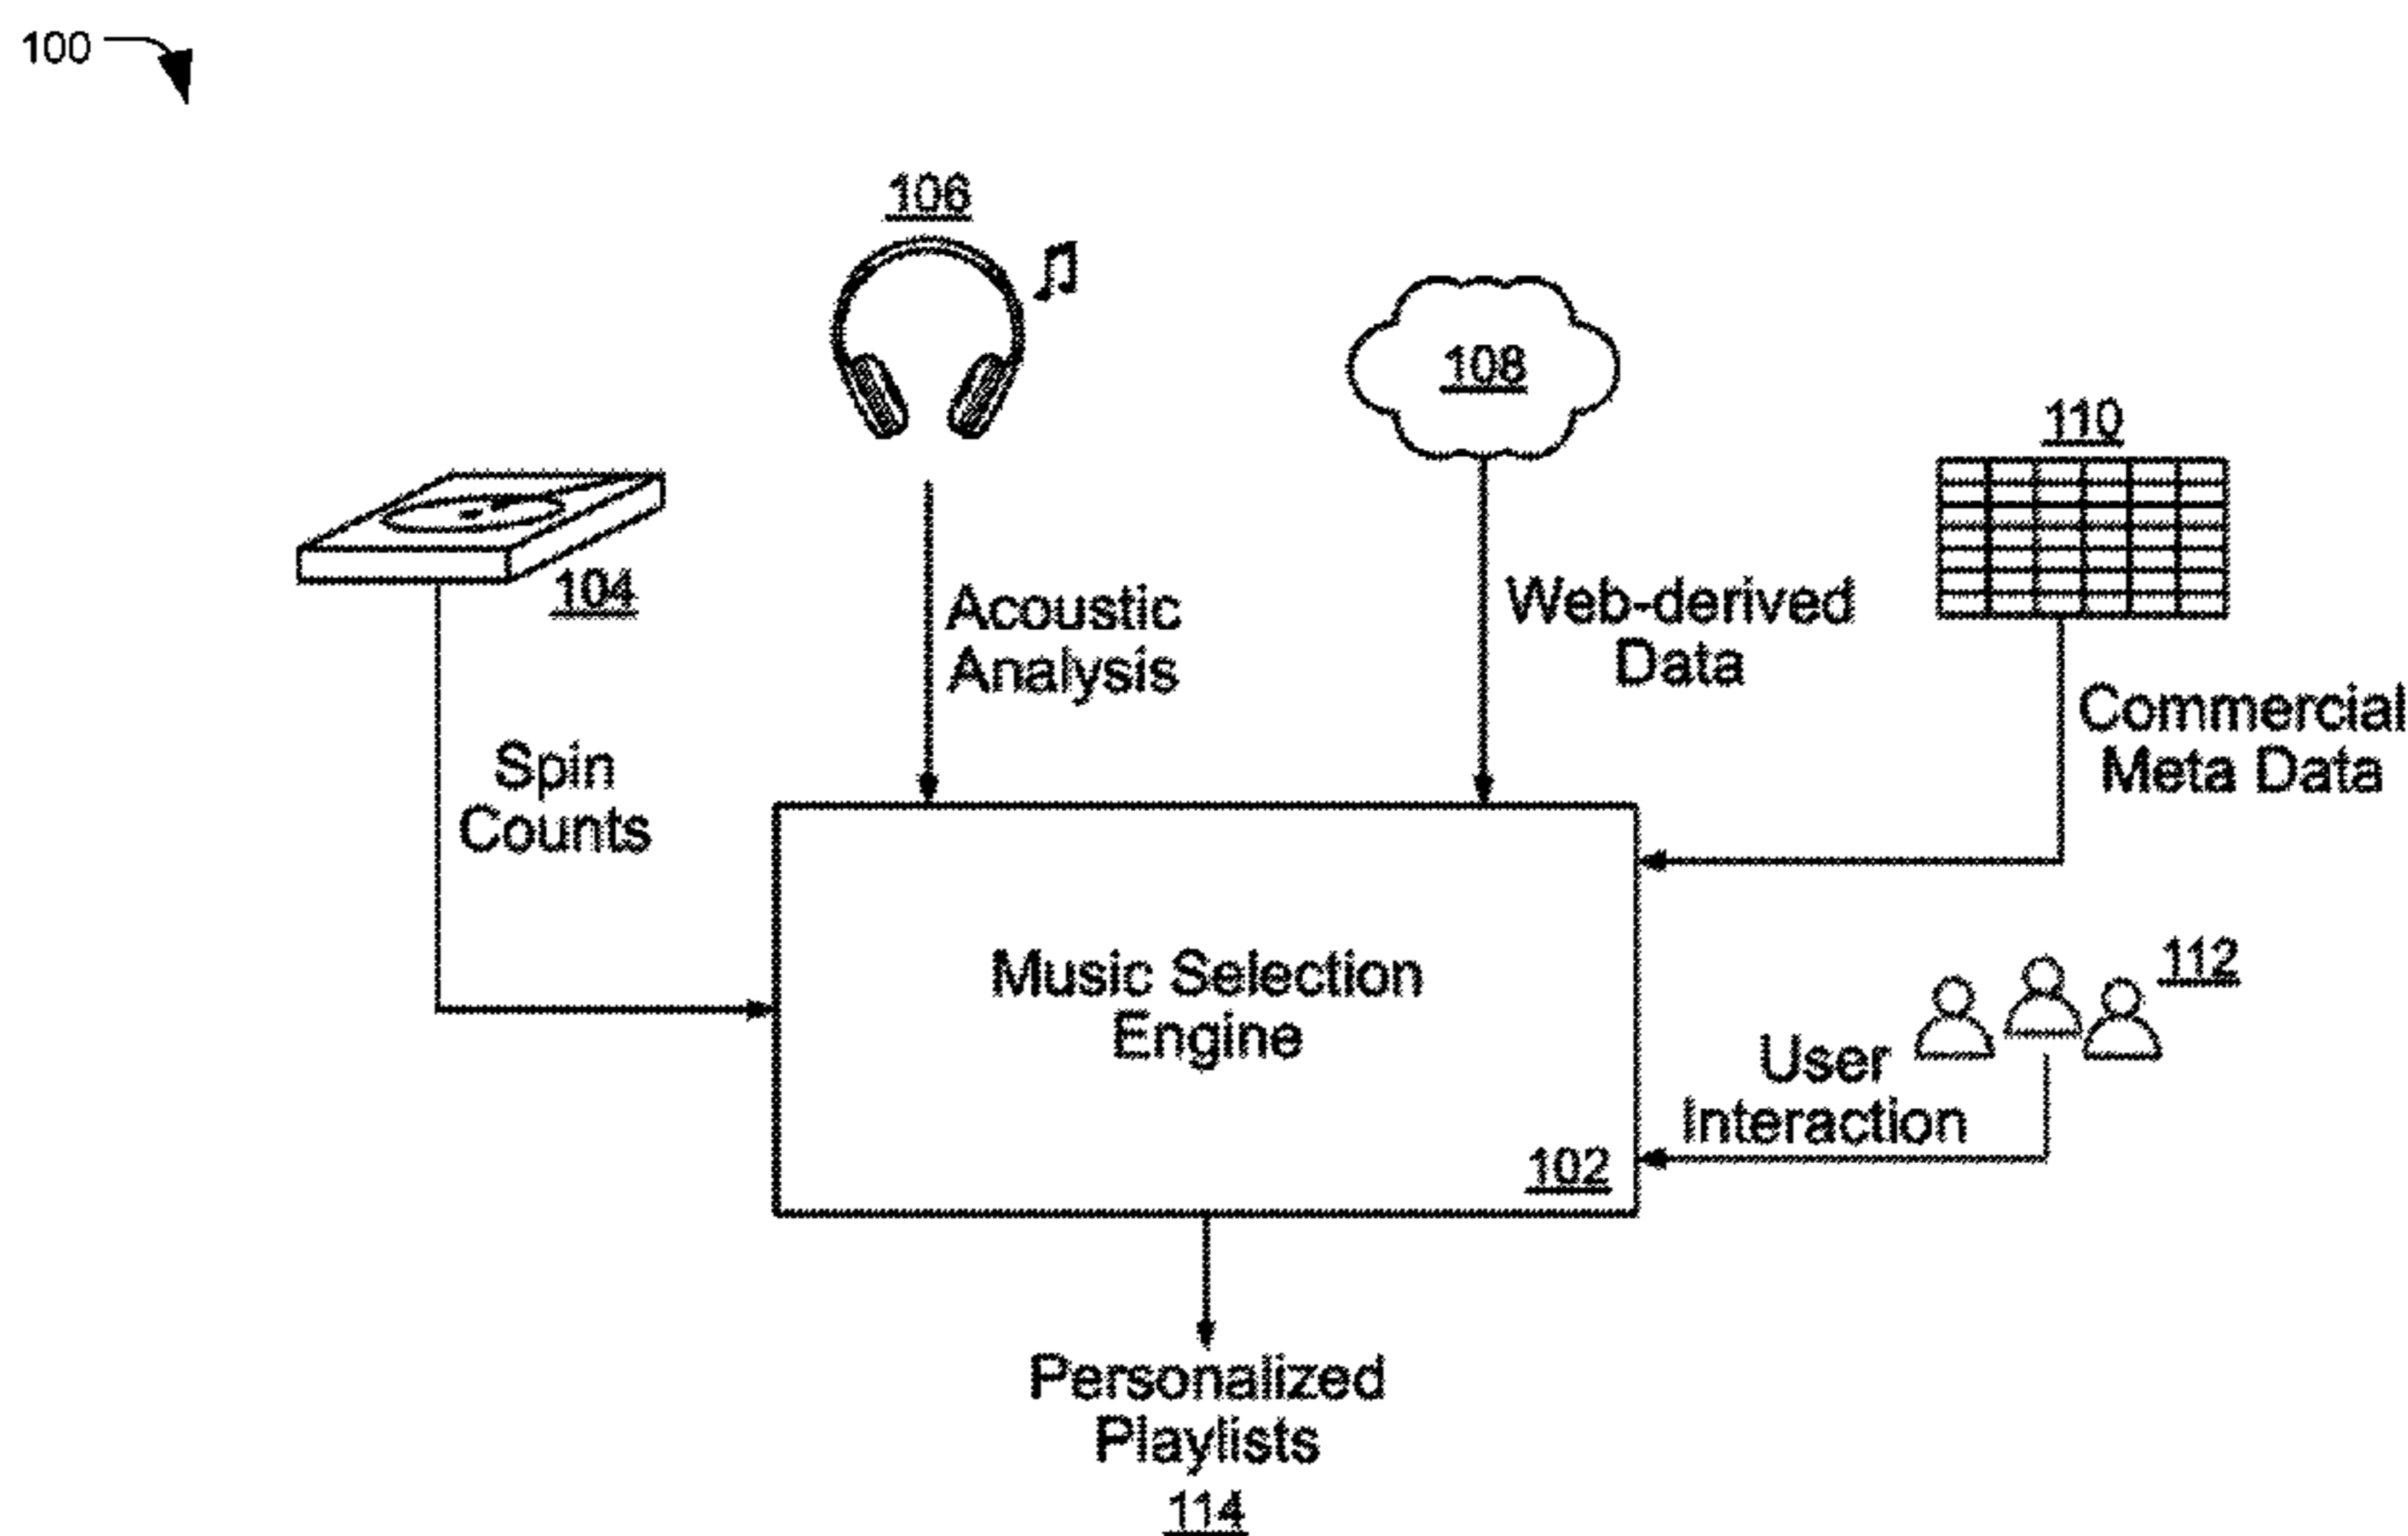 100
106
108
110
104
Acoustic
Analysis
Web-derived
Data
Commercial
Meta Data
Spin
Counts
Music Selection
Engine
102
112
User
Interaction
Personalized
Playlists
114